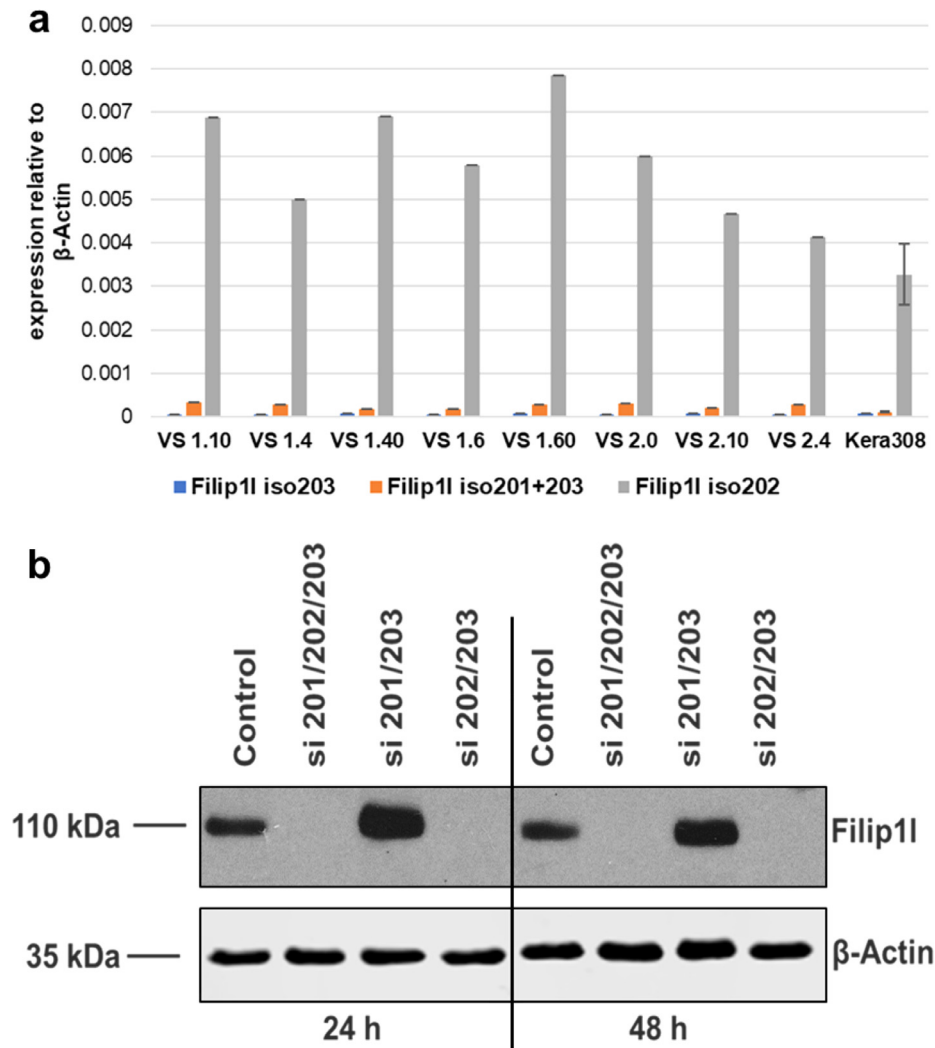 a
0.009
0.008
0.007
0.006
0.005
0.004
0.003
0.002
0.001
0
expression relative to
β-Actin
VS 1.10 VS 1.4 VS 1.40 VS 1.6 VS 1.60 VS 2.0 VS 2.10 VS 2.4 Kera308
Filip1l iso203 Filip1l iso201+203 Filip1l iso202
b
Control si 201/202/203 si 201/203 si 202/203 Control si 201/202/203 si 201/203 si 202/203
110 kDa Filip1l
35 kDa β-Actin
24 h 48 h